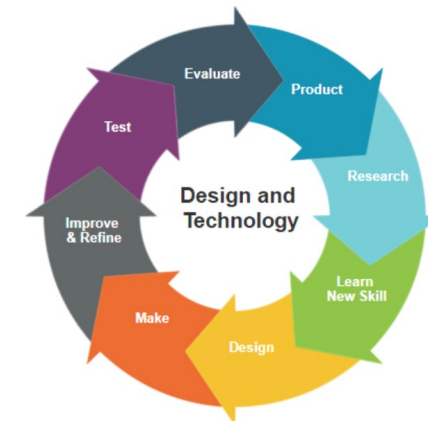 Evaluate
Product
Research
Learn
New Skill
Design
Make
Improve
& Refine
Test
Design and
Technology